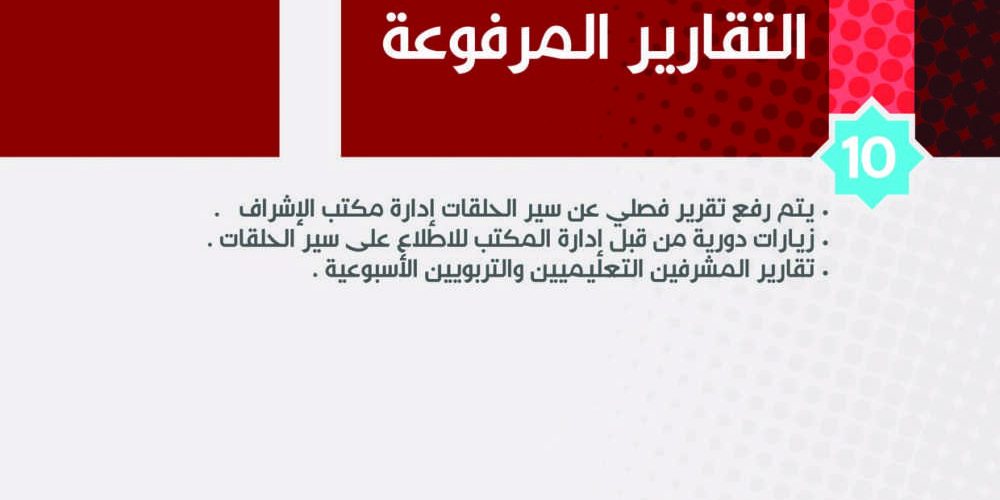 التقارير المرفوعة
10
• يتم رفع تقرير فصلي عن سير الحلقات إدارة مكتب الإشراف .
• زيارات دورية من قبل إدارة المكتب للاطلاع على سير الحلقات .
• تقارير المشرفين التعليميين والتربويين الأسبوعية .